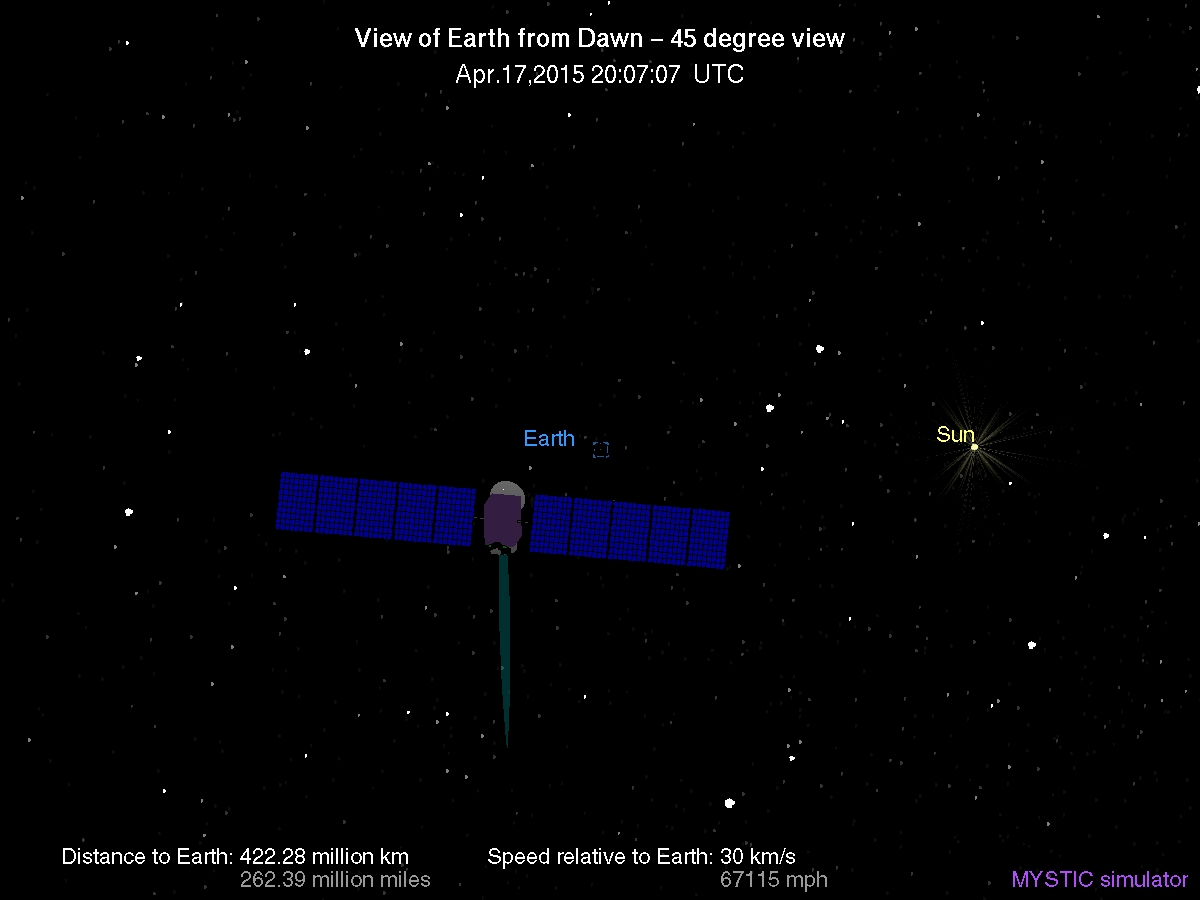 View of Earth from Dawn – 45 degree view
Apr.17,2015 20:07:07 UTC
Sun
Earth
Distance to Earth: 422.28 million km
262.39 million miles
Speed relative to Earth: 30 km/s
67115 mph
MYSTIC simulator